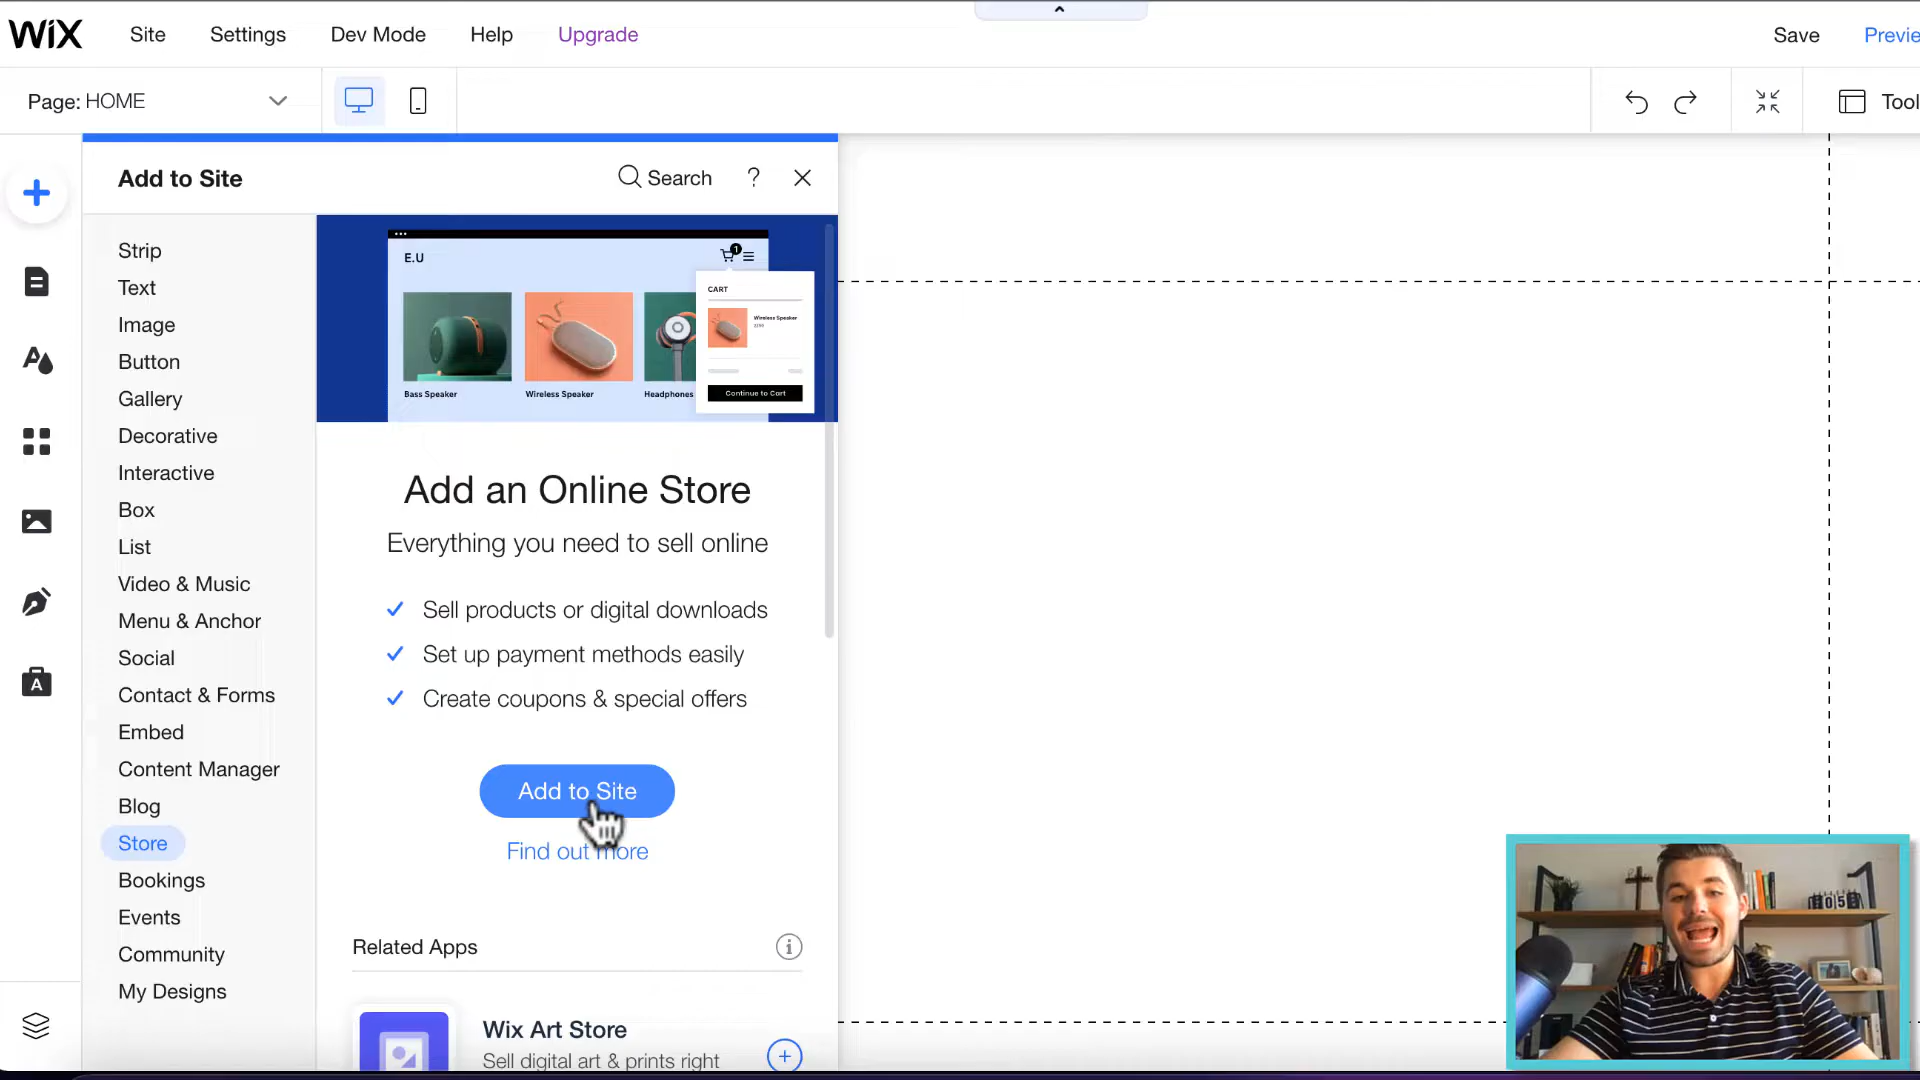 WiX
Site
Settings
Dev Mode
Help
Upgrade
Save
Previe
Page: HOME
Tool
Add to Site
Search
?
Strip
Text
Image
Button
Gallery
Decorative
Interactive
Box
List
Video & Music
Menu & Anchor
Social
Contact & Forms
Embed
Content Manager
Blog
Store
Bookings
Events
Community
My Designs
E.U
1
CART
Wireless Speaker
Continue to Cart
Bass Speaker
Wireless Speaker
Headphones
Add an Online Store
Everything you need to sell online
Sell products or digital downloads
Set up payment methods easily
Create coupons & special offers
Add to Site
Find out more
Related Apps
Wix Art Store
Sell digital art & prints right